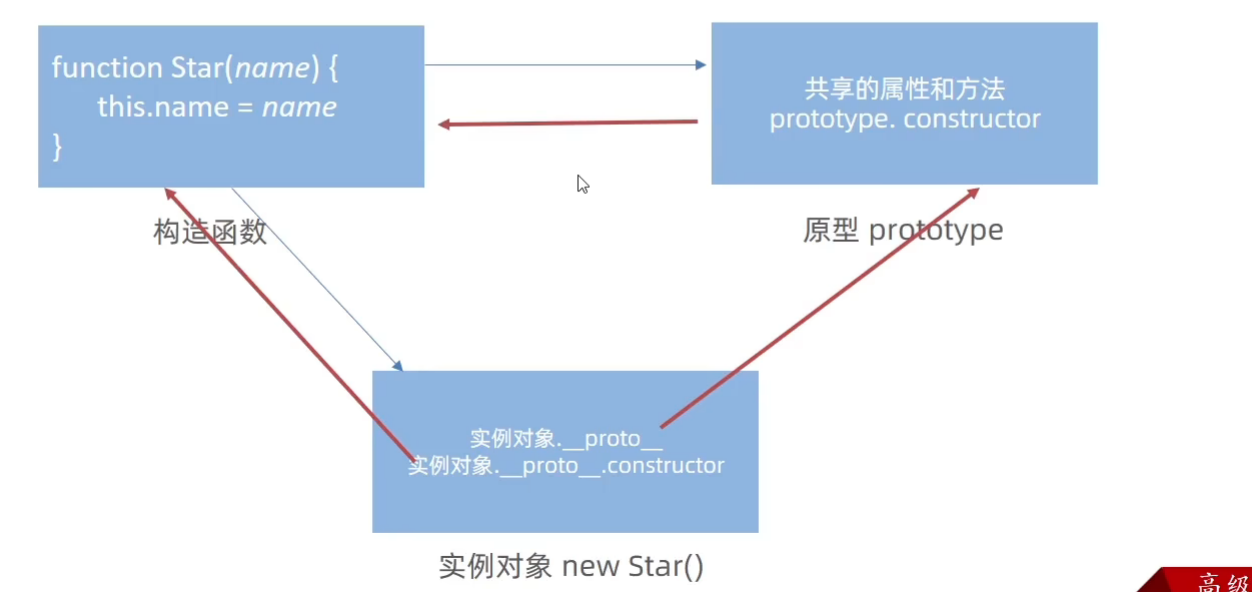 function Star(name) {
this.name = name
}
共享的属性和方法
prototype. constructor
构造函数
原型 prototype
实例对象.__proto__
实例对象.__proto__.constructor
实例对象 new Star()
高级